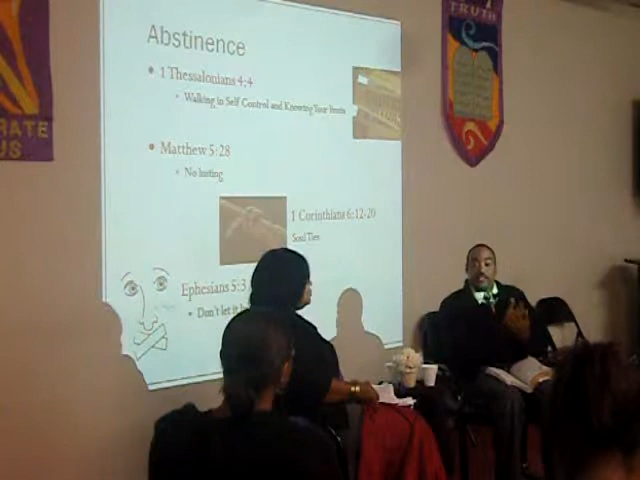 TRUTH
Abstinence
1 Thessalonians 4:4
Walking in Self Control and Knowing Your limits
RATE
US
Matthew 5:28
No lusting
1 Corinthians 6:12-20
Soul Ties
Ephesians 5:3
Don't let it